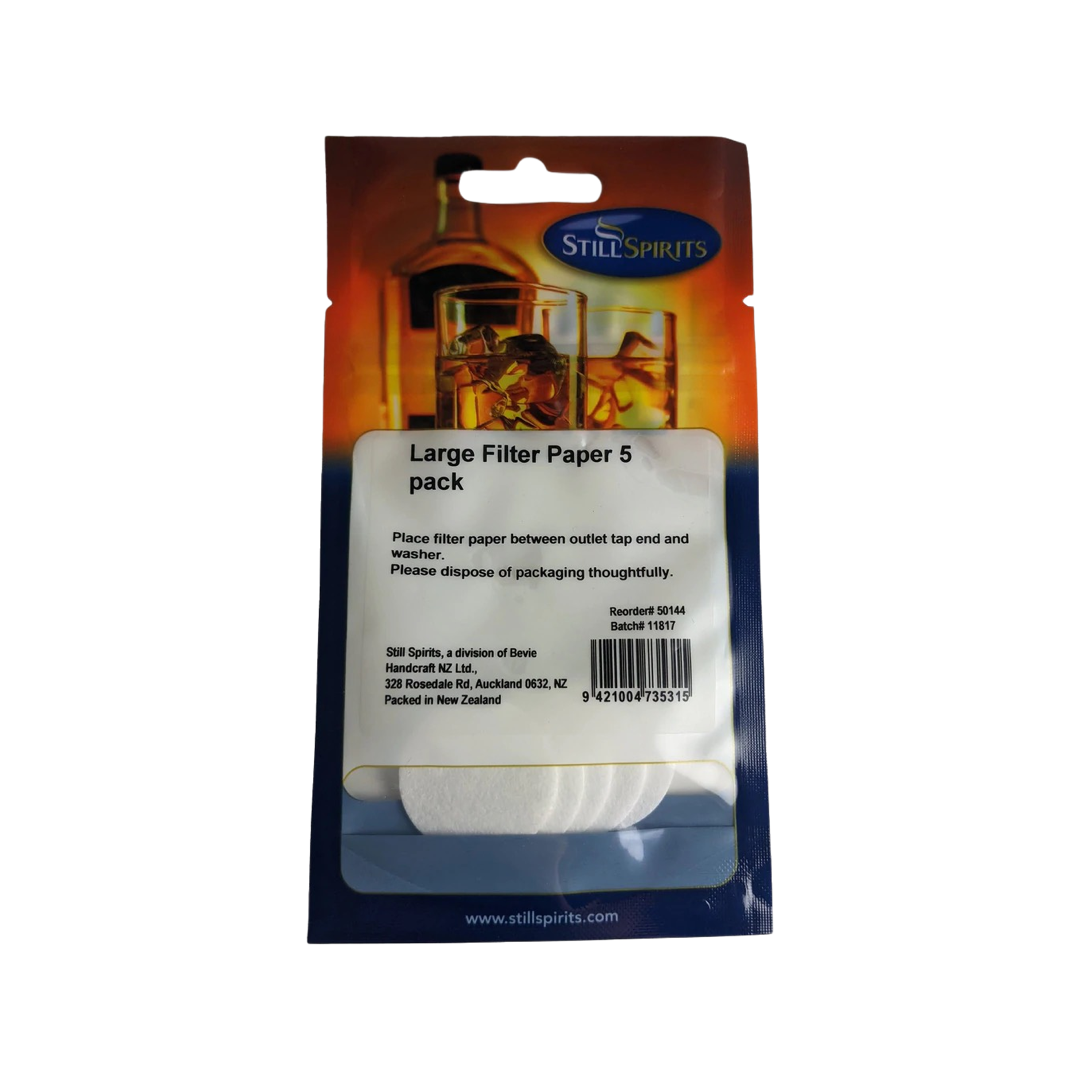 STILL SPIRITS
Large Filter Paper 5
pack
Place filter paper between outlet tap end and
washer.
Please dispose of packaging thoughtfully.
Reorder# 50144
Batch# 11817
Still Spirits, a division of Bevie
Handcraft NZ Ltd.,
328 Rosedale Rd, Auckland 0632, NZ
Packed in New Zealand
9 421004 735315
www.stillspirits.com